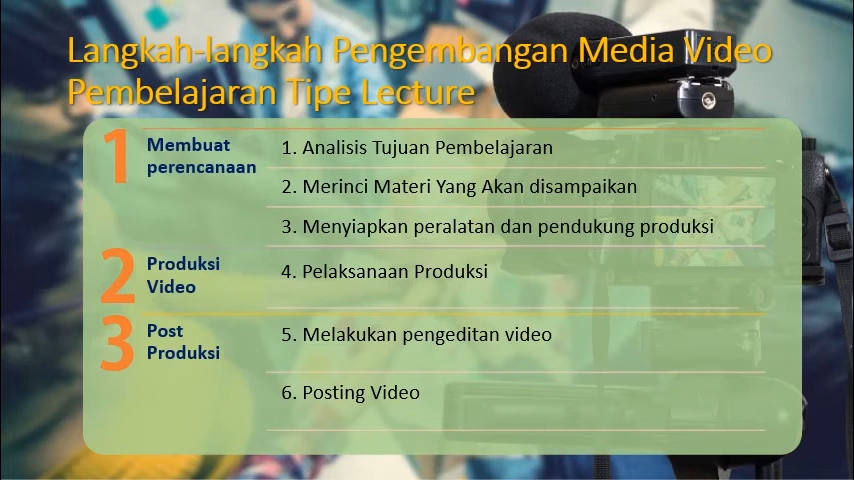 Langkah-langkah Pengembangan Media Video
Pembelajaran Tipe Lecture
1
Membuat
perencanaan
1. Analisis Tujuan Pembelajaran
2. Merinci Materi Yang Akan disampaikan
3. Menyiapkan peralatan dan pendukung produksi
2
Produksi
Video
4. Pelaksanaan Produksi
3
Post
Produksi
5. Melakukan pengeditan video
6. Posting Video